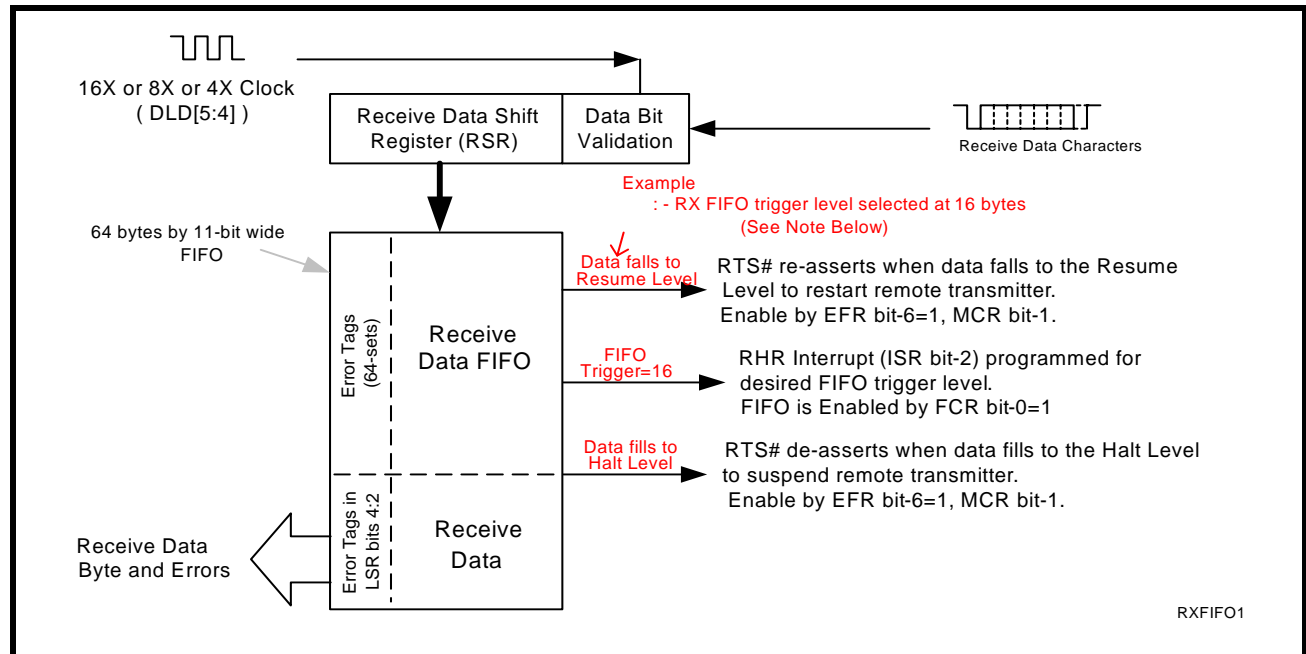 16X or 8X or 4X Clock
( DLD[5:4] )
Receive Data Shift
Register (RSR)
Data Bit
Validation
Receive Data Characters
Example
: - RX FIFO trigger level selected at 16 bytes
(See Note Below)
64 bytes by 11-bit wide
FIFO
Data falls to
Resume Level
RTS# re-asserts when data falls to the Resume
Level to restart remote transmitter.
Enable by EFR bit-6=1, MCR bit-1.
Error Tags
(64-sets)
Receive
Data FIFO
FIFO
Trigger=16
RHR Interrupt (ISR bit-2) programmed for
desired FIFO trigger level.
FIFO is Enabled by FCR bit-0=1
Data fills to
Halt Level
RTS# de-asserts when data fills to the Halt Level
to suspend remote transmitter.
Enable by EFR bit-6=1, MCR bit-1.
Error Tags in
LSR bits 4:2
Receive
Data
Receive Data
Byte and Errors
RXFIFO1